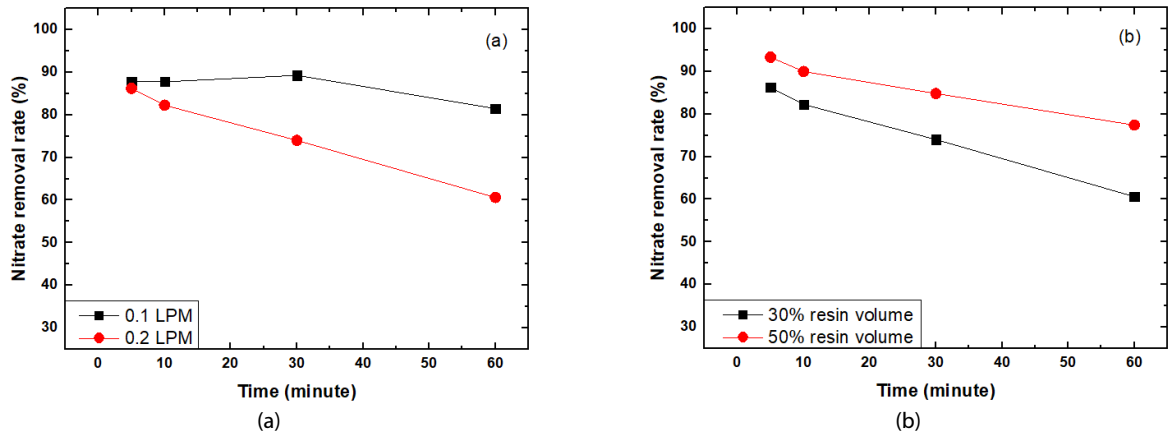 (a)
Nitrate removal rate (%)
100
90
80
70
60
50
40
30
0.1 LPM
0.2 LPM
0 10 20 30 40 50 60
Time (minute)
(a)
(b)
Nitrate removal rate (%)
100
90
80
70
60
50
40
30
30% resin volume
50% resin volume
0 10 20 30 40 50 60
Time (minute)
(b)